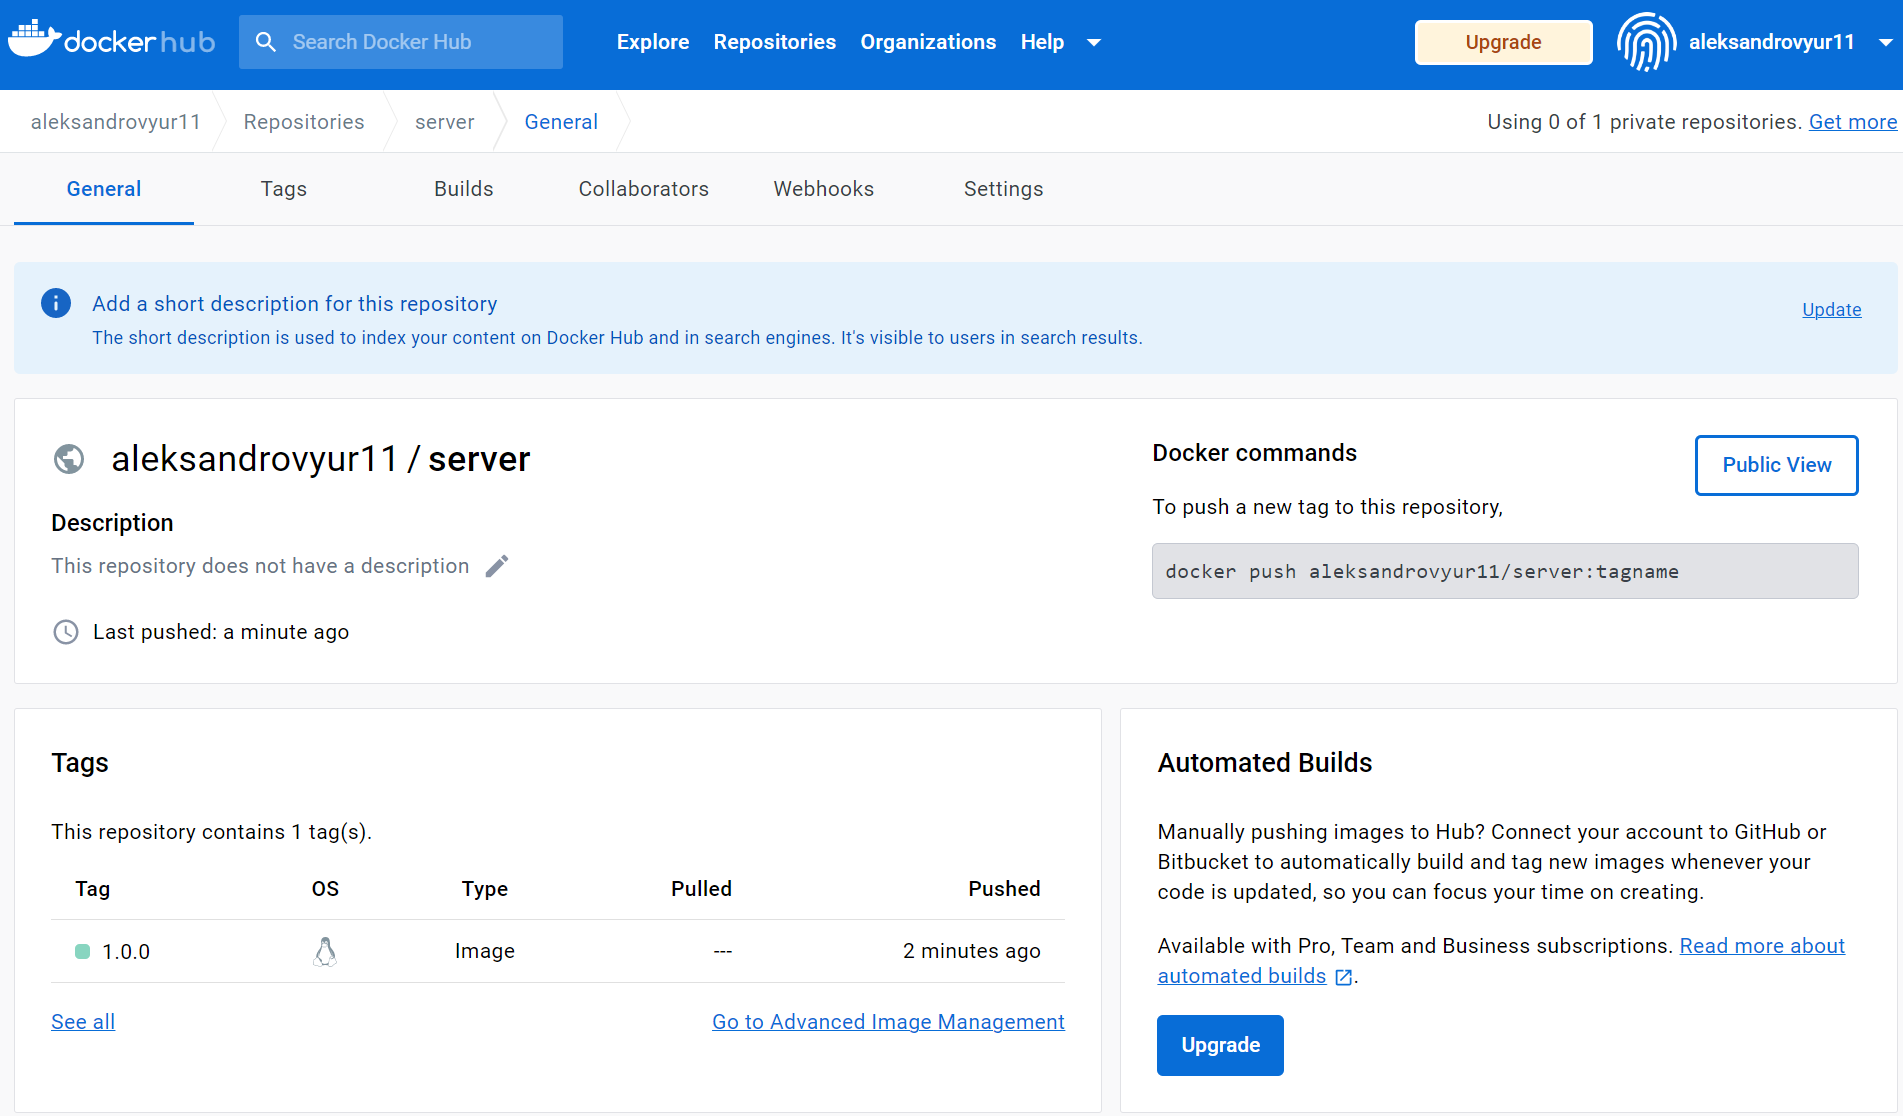 dockerhub
Search Docker Hub
Explore
Repositories
Organizations
Help
Upgrade
aleksandrovyur11
aleksandrovyur11
Repositories
server
General
Using 0 of 1 private repositories. Get more
General
Tags
Builds
Collaborators
Webhooks
Settings
Add a short description for this repository
The short description is used to index your content on Docker Hub and in search engines. It's visible to users in search results.
Update
aleksandrovyur11 / server
Description
This repository does not have a description
Last pushed: a minute ago
Docker commands
Public View
To push a new tag to this repository,
docker push aleksandrovyur11/server:tagname
Tags
This repository contains 1 tag(s).
Tag OS Type Pulled Pushed
1.0.0 Image --- 2 minutes ago
See all
Go to Advanced Image Management
Automated Builds
Manually pushing images to Hub? Connect your account to GitHub or
Bitbucket to automatically build and tag new images whenever your
code is updated, so you can focus your time on creating.
Available with Pro, Team and Business subscriptions. Read more about
automated builds .
Upgrade